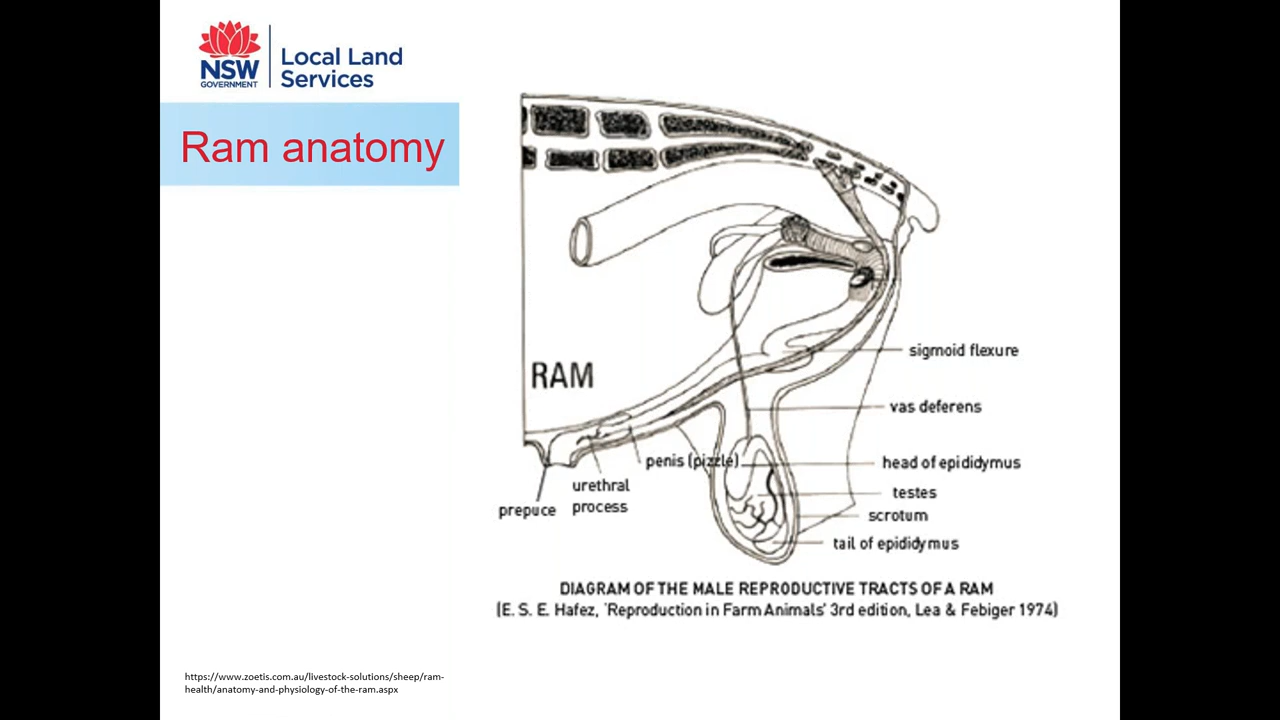 NSW
GOVERNMENT
Local Land
Services
Ram anatomy
RAM
sigmoid flexure
vas deferens
head of epididymus
penis (pizzle)
urethral
process
testes
prepuce
scrotum
tail of epididymus
DIAGRAM OF THE MALE REPRODUCTIVE TRACTS OF A RAM
(E. S. E. Hafez, 'Reproduction in Farm Animals' 3rd edition, Lea & Febiger 1974)
https://www.zoetis.com.au/livestock-solutions/sheep/ram-
health/anatomy-and-physiology-of-the-ram.aspx